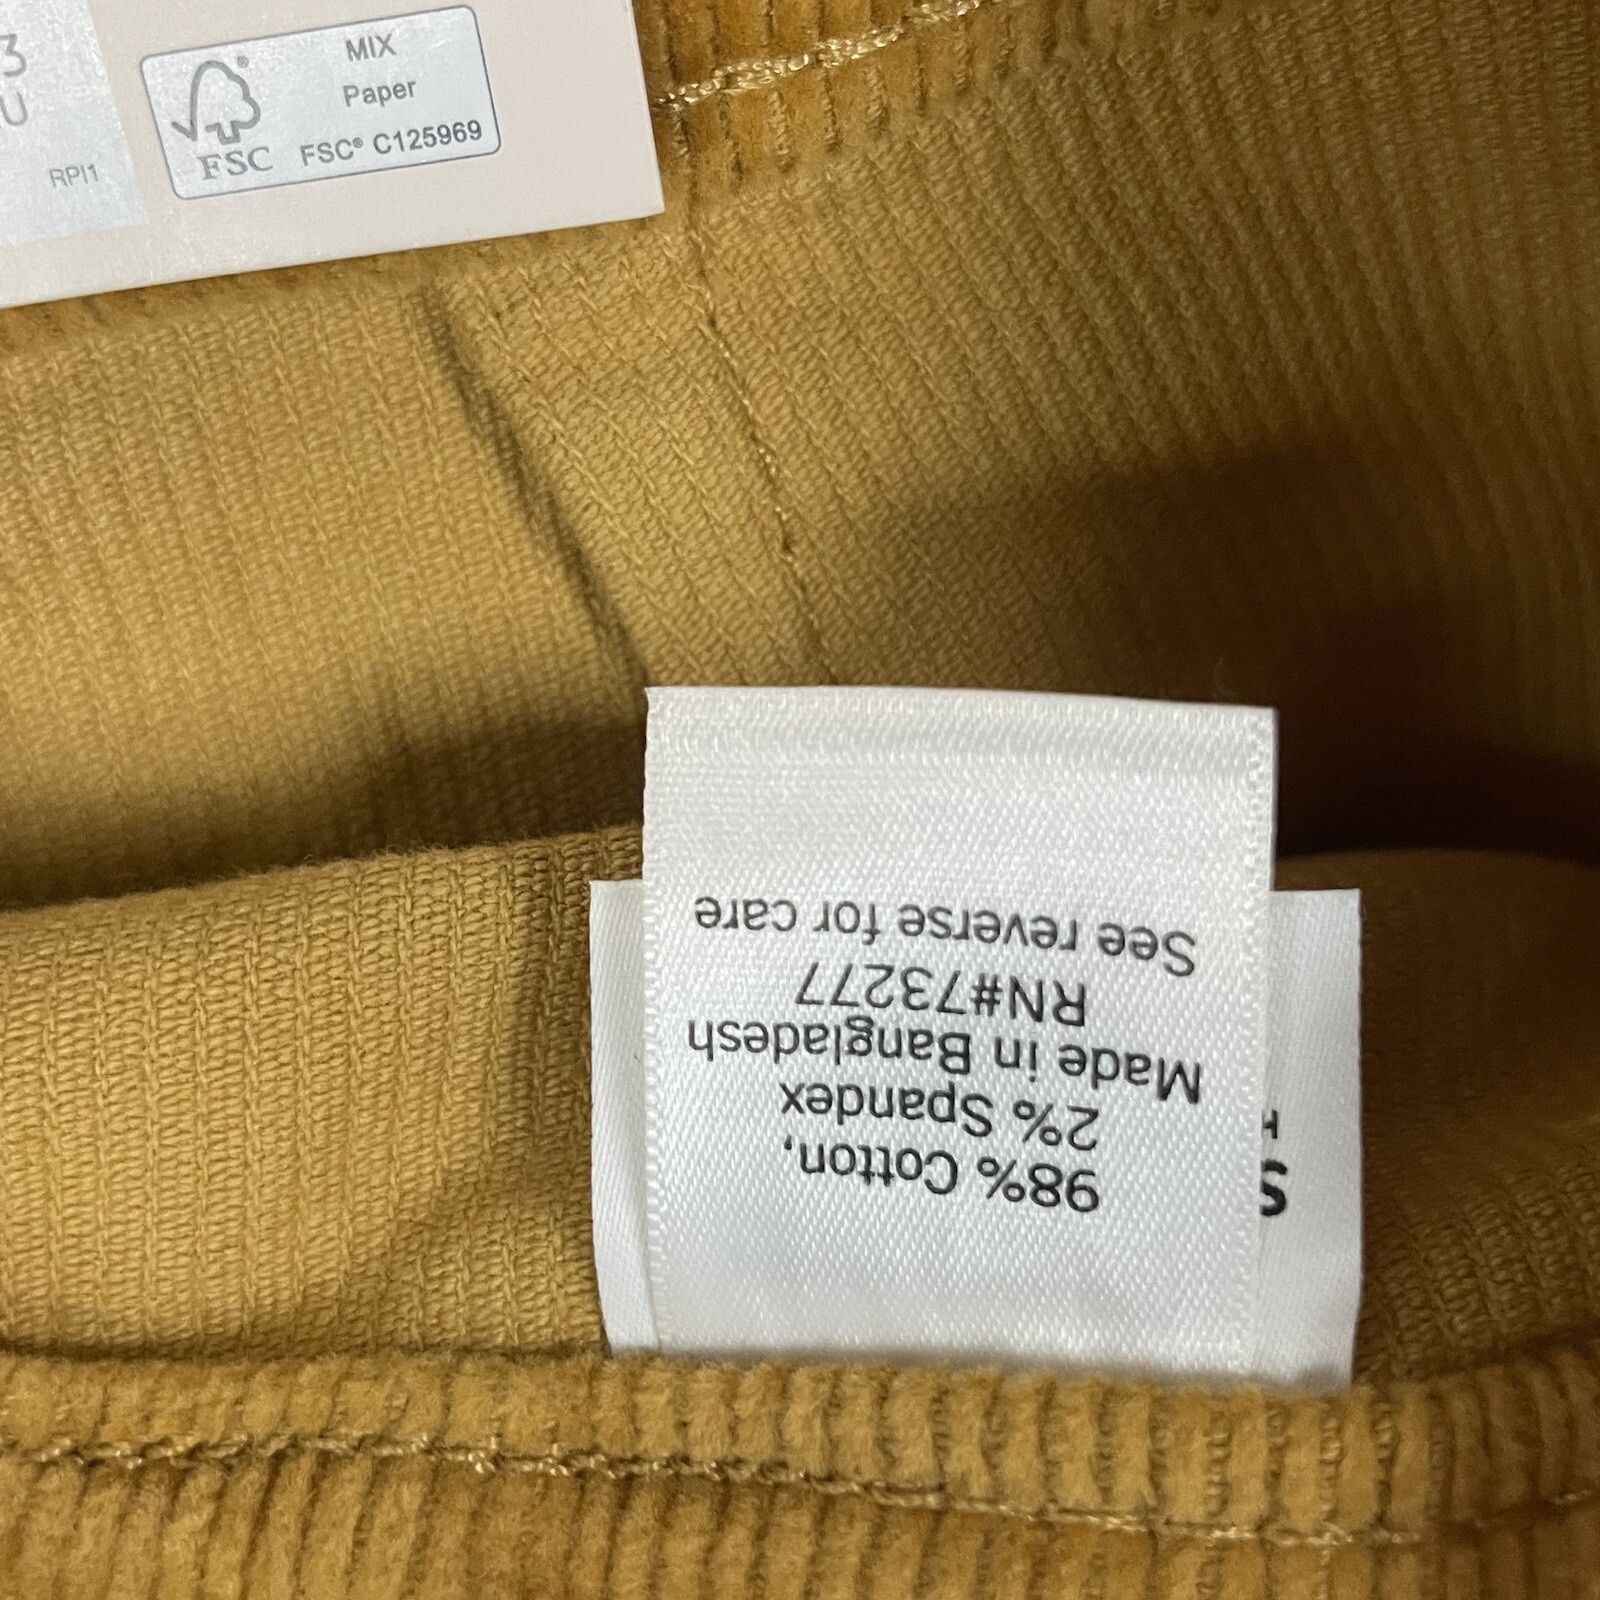 3
U
RPI1
FSC
MIX
Paper
FSC® C125969
98% Cotton,
2% Spandex
Made in Bangladesh
RN#73277
See reverse for care
S